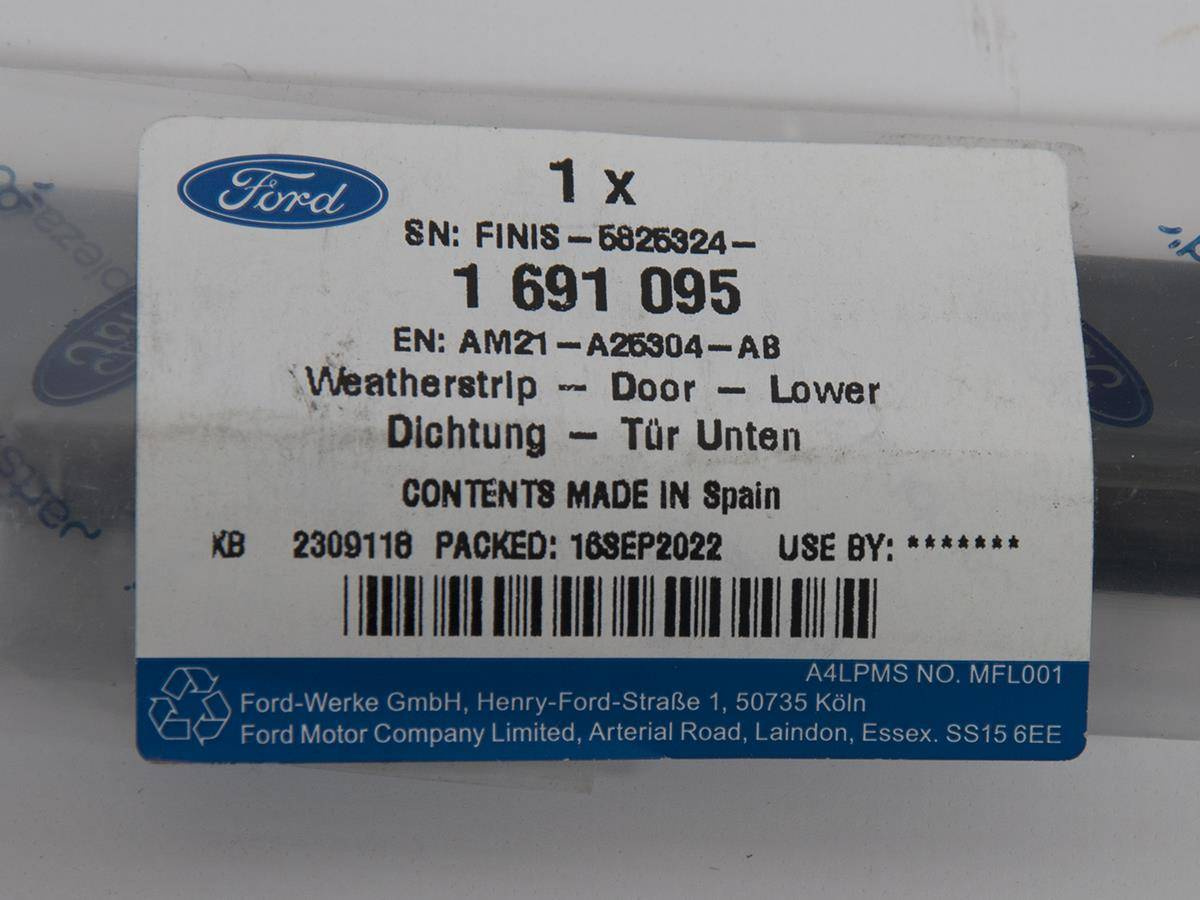 Ford
1 x
SN: FINIS-5825324-
1 691 095
EN: AM21-A25304-AB
Weatherstrip - Door - Lower
Dichtung - Tür Unten
CONTENTS MADE IN Spain
KB 2309118 PACKED: 16SEP2022 USE BY: *******
A4LPMS NO. MFL001
Ford-Werke GmbH, Henry-Ford-Straße 1, 50735 Köln
Ford Motor Company Limited, Arterial Road, Laindon, Essex. SS15 6EE